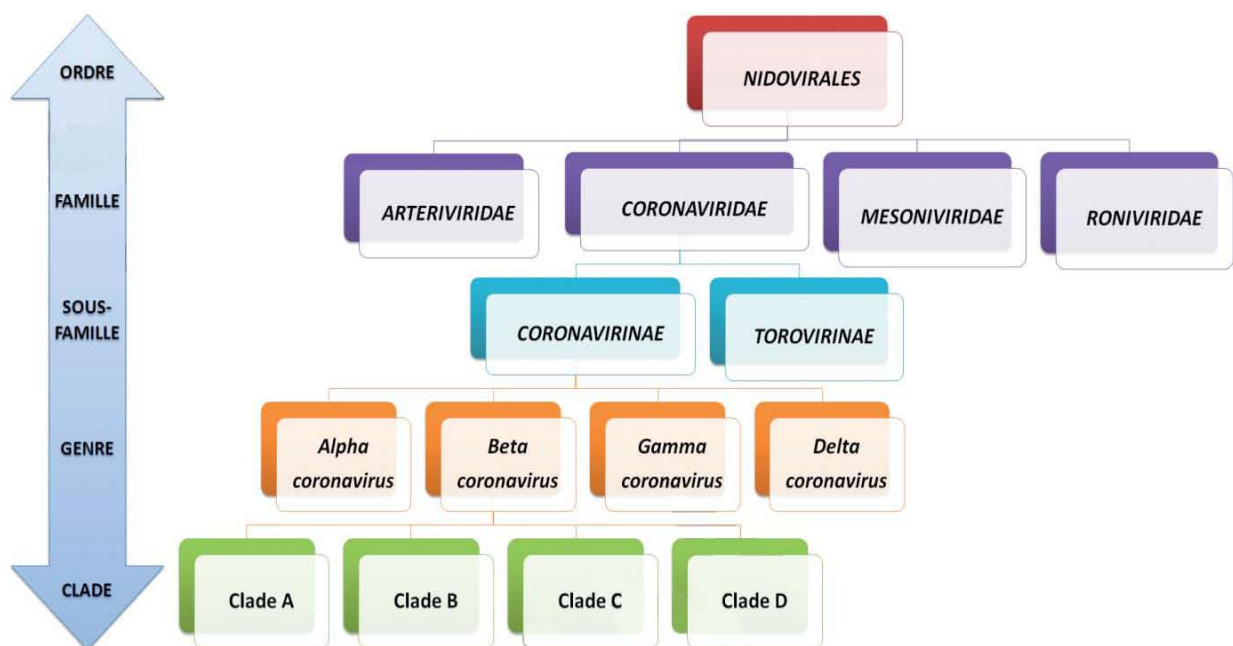 ORDRE
NIDOVIRALES
FAMILLE
ARTERIVIRIDAE
CORONAVIRIDAE
MESONIVIRIDAE
RONIVIRIDAE
SOUS-
FAMILLE
CORONAVIRINAE
TOROVIRINAE
GENRE
Alpha
coronavirus
Beta
coronavirus
Gamma
coronavirus
Delta
coronavirus
CLADE
Clade A
Clade B
Clade C
Clade D